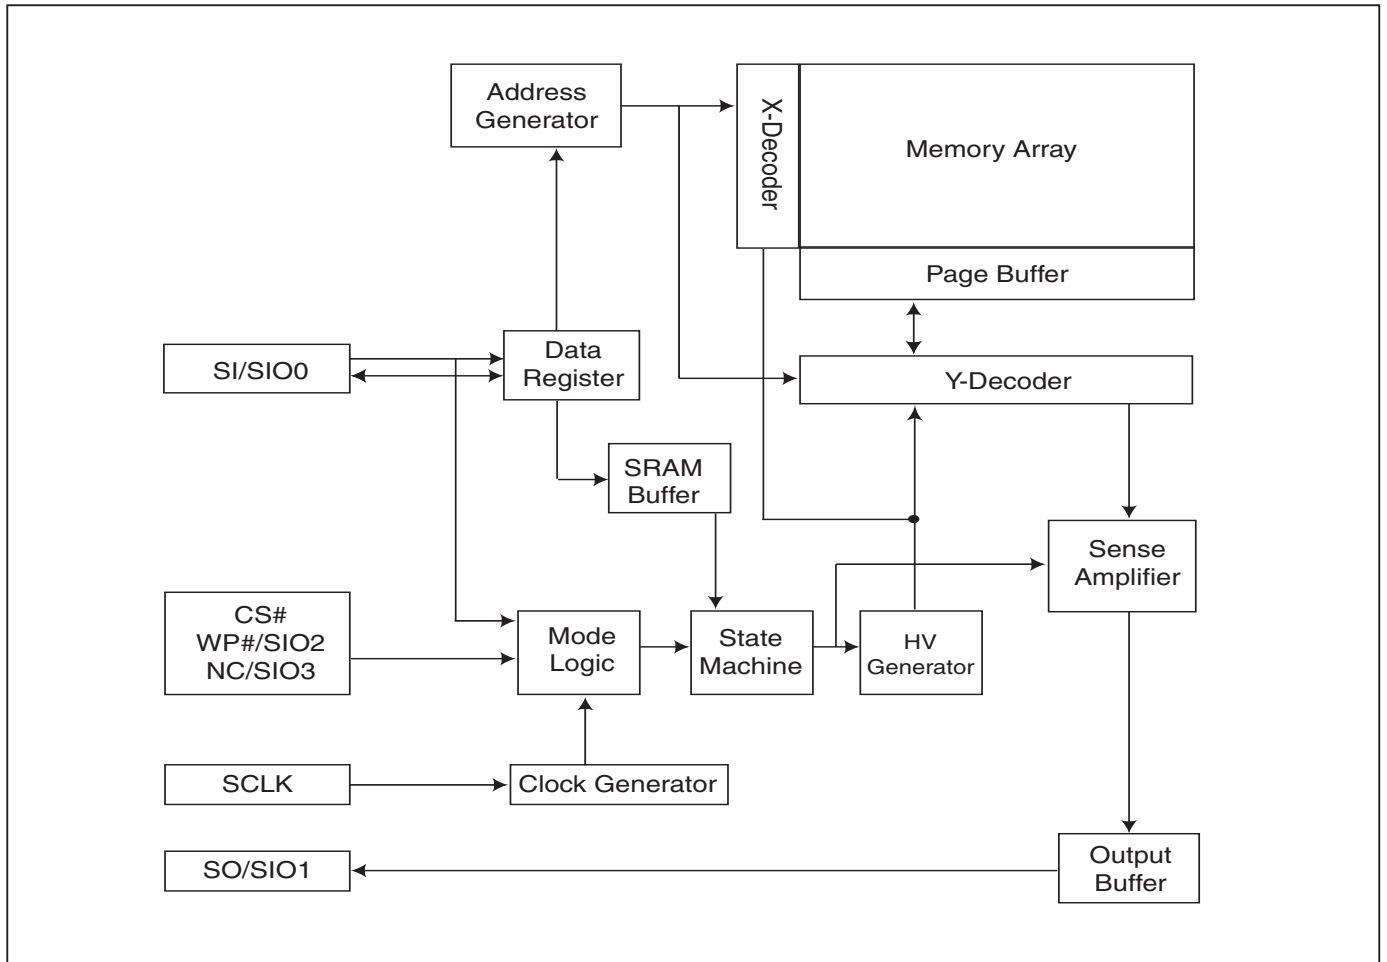 Address
Generator
X-Decoder
Memory Array
Page Buffer
SI/SIO0
Data
Register
Y-Decoder
SRAM
Buffer
Sense
Amplifier
CS#
WP#/SIO2
NC/SIO3
Mode
Logic
State
Machine
HV
Generator
SCLK
Clock Generator
SO/SIO1
Output
Buffer